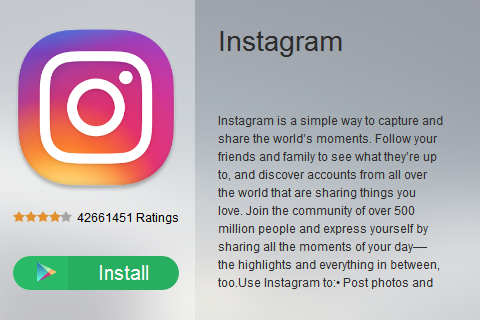 Instagram
Instagram is a simple way to capture and
share the world's moments. Follow your
friends and family to see what they're up
to, and discover accounts from all over
the world that are sharing things you
love. Join the community of over 500
million people and express yourself by
sharing all the moments of your day—
the highlights and everything in between,
too.Use Instagram to:• Post photos and
42661451 Ratings
Install